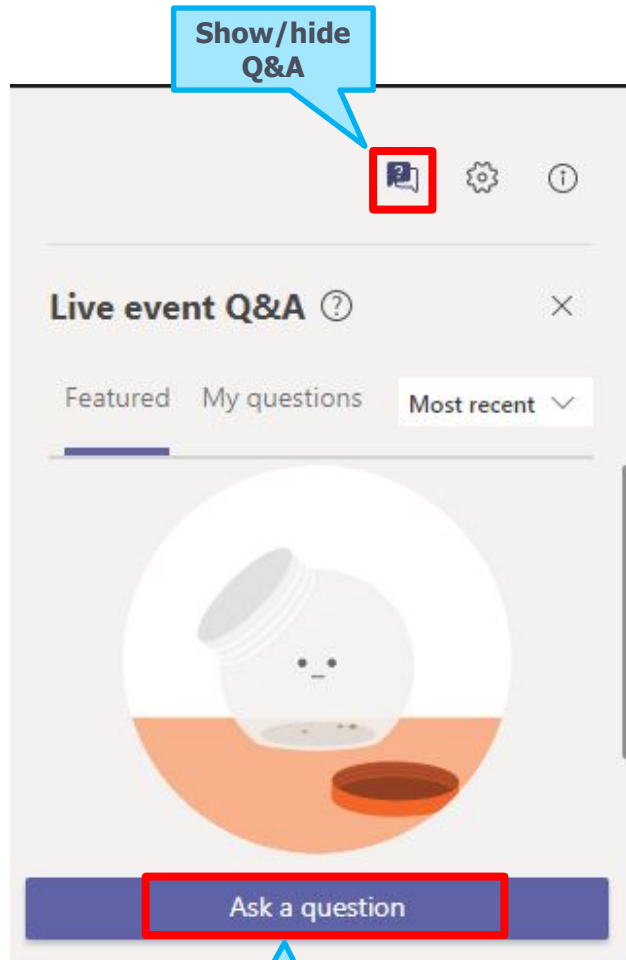 Show/hide
Q&A
?
Live event Q&A ?
Featured My questions Most recent
Ask a question